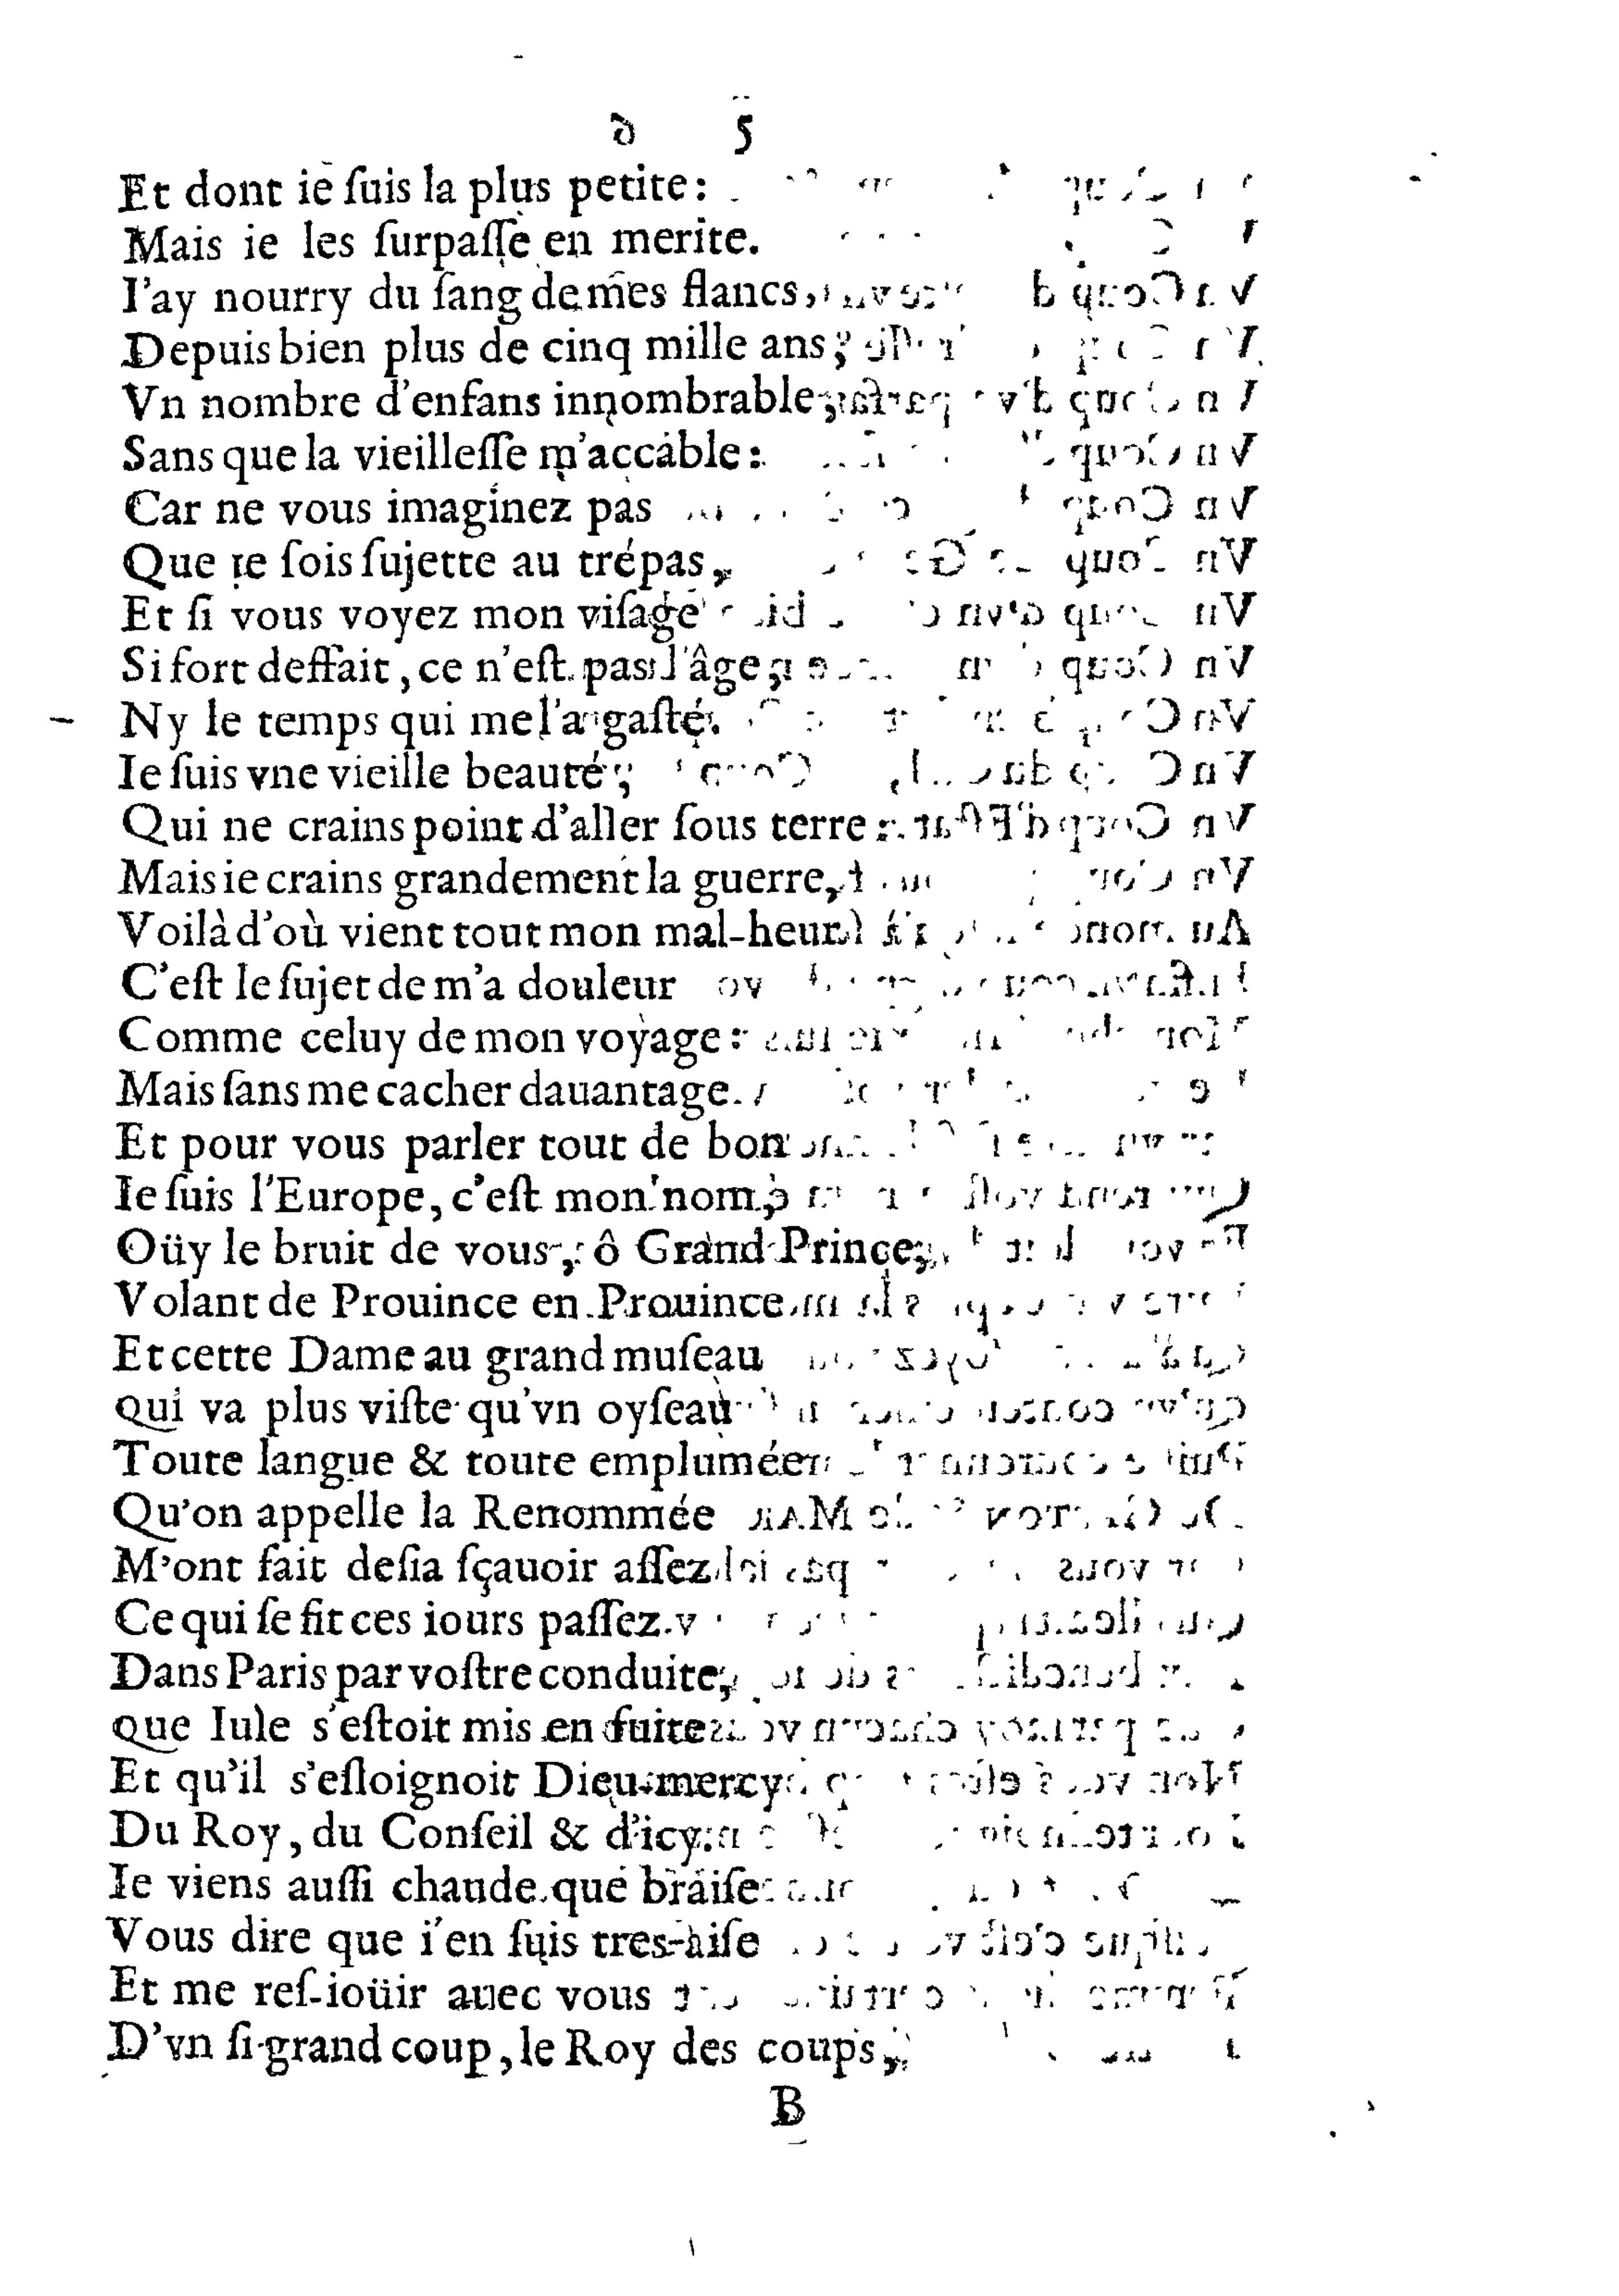 5
Et dont ie ſuis la plus petite:
Mais ie les ſurpaſſe en merite.
I'ay nourry du ſang de mes flancs,
Depuis bien plus de cinq mille ans;
Vn nombre d'enfans innombrable;
Sans que la vieilleſſe m'accable:
Car ne vous imaginez pas
Que ie ſois ſujette au trépas,
Et ſi vous voyez mon viſage
Si fort deffait, ce n'eſt pas l'âge;
Ny le temps qui me l'a gaſté.
Ie ſuis vne vieille beauté;
Qui ne crains point d'aller ſous terre:
Mais ie crains grandement la guerre,
Voilà d'où vient tout mon mal-heur
C'eſt le ſujet de m'a douleur
Comme celuy de mon voyage:
Mais ſans me cacher dauantage.
Et pour vous parler tout de bon
Ie ſuis l'Europe, c'eſt mon nom,
Oüy le bruit de vous, ô Grand Prince,
Volant de Prouince en Prouince
Et cette Dame au grand muſeau
qui va plus viſte qu'vn oyſeau
Toute langue & toute emplumée
Qu'on appelle la Renommée
M'ont fait deſia ſçauoir aſſez
Ce qui ſe fit ces iours paſſez
Dans Paris par voſtre conduite,
que Iule s'eſtoit mis en fuite
Et qu'il s'eſloignoit Dieu-mercy
Du Roy, du Conſeil & d'icy.
Ie viens auſſi chaude que braiſe
Vous dire que i'en ſuis tres-aiſe
Et me reſ-ioüir auec vous
D'vn ſi grand coup, le Roy des coups,
B